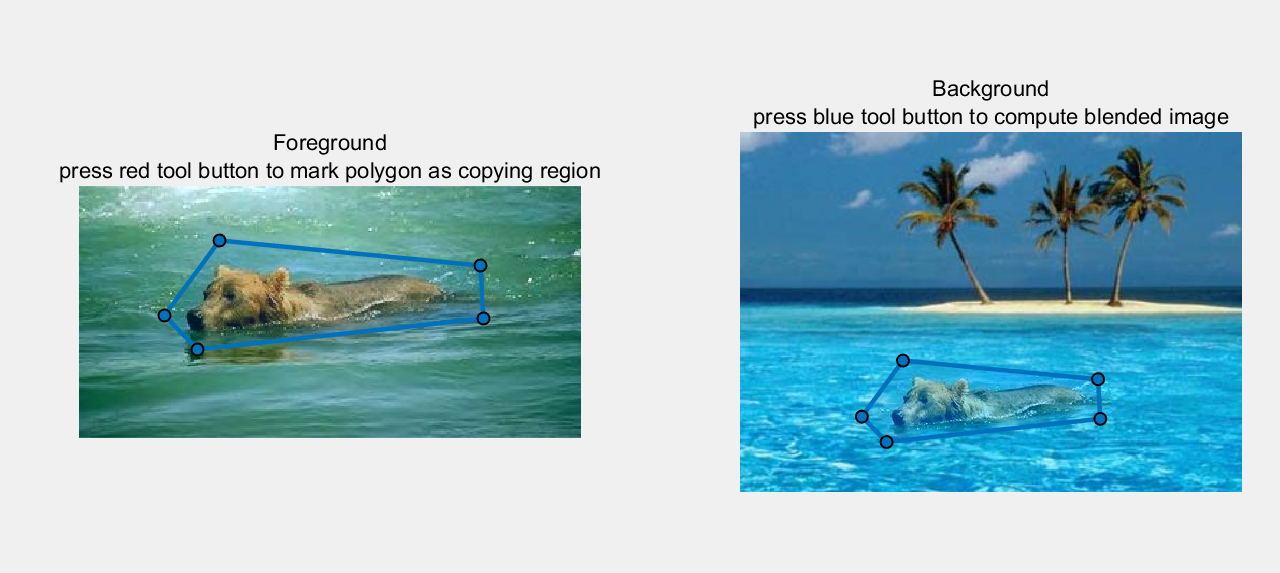 Foreground
press red tool button to mark polygon as copying region
Background
press blue tool button to compute blended image